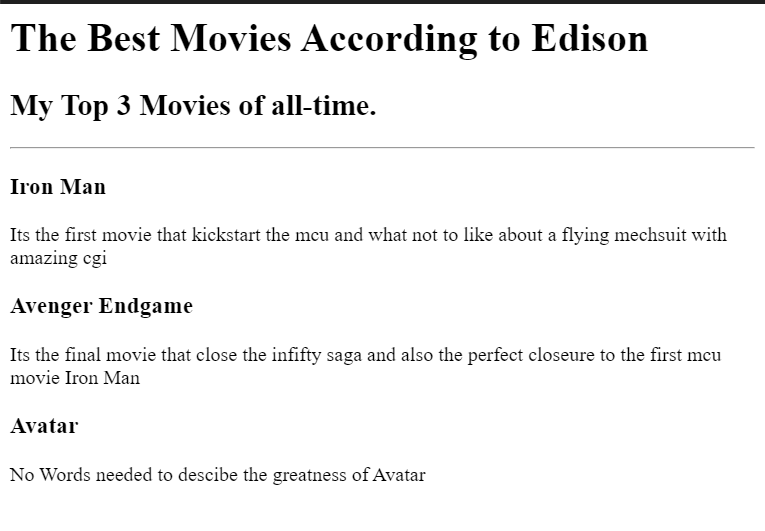 The Best Movies According to Edison
My Top 3 Movies of all-time.
Iron Man
Its the first movie that kickstart the mcu and what not to like about a flying mechsuit with
amazing cgi
Avenger Endgame
Its the final movie that close the infifty saga and also the perfect closeure to the first mcu
movie Iron Man
Avatar
No Words needed to descibe the greatness of Avatar